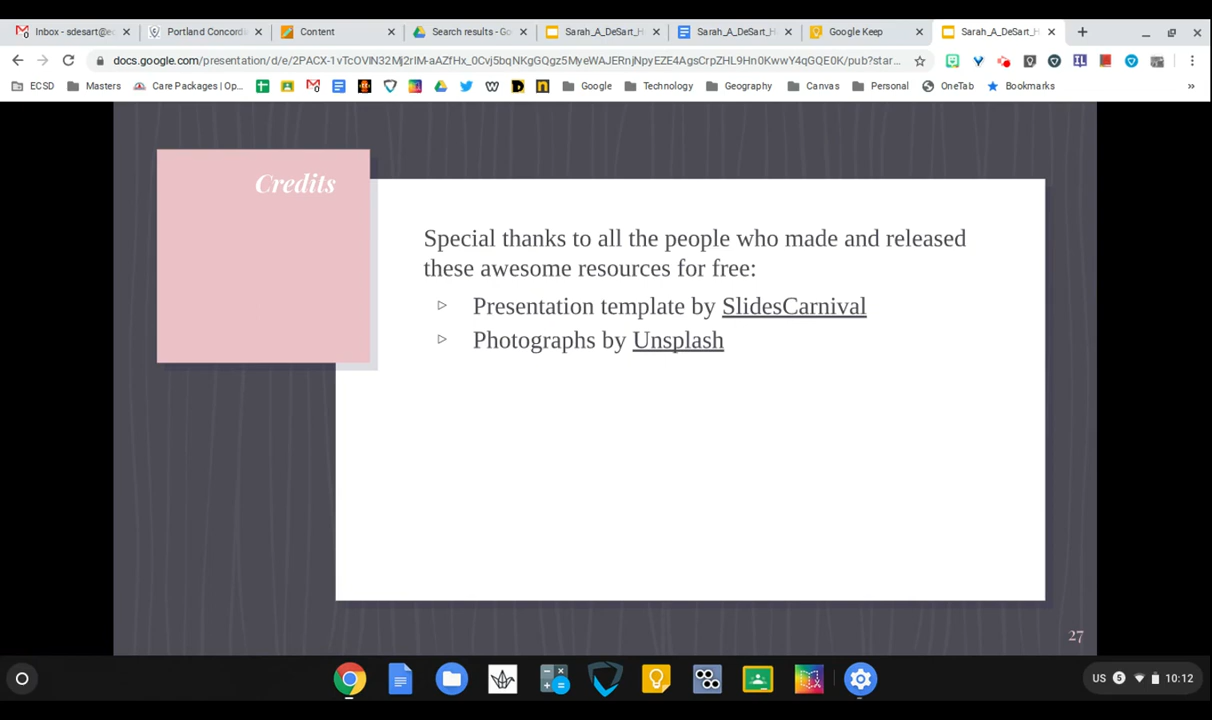 Inbox - sdesart@e
Portland Concordi
Content
Search results - Go
Sarah_A_DeSart_H
Sarah_A_DeSart_H
Google Keep
Sarah_A_DeSart_H
docs.google.com/presentation/d/e/2PACX-1vTcOVIN32Mj2rIM-aAZfHx_0Cvj5bqNKgGQgz5MyeWAJERnjNpyEZE4AgsCrpZHL9Hn0KwwY4qGQE0K/pub?star...
ECSD
Masters
Care Packages | Op...
Google
Technology
Geography
Canvas
Personal
OneTab
Bookmarks
Credits
Special thanks to all the people who made and released
these awesome resources for free:
Presentation template by SlidesCarnival
Photographs by Unsplash
27
US 5 10:12